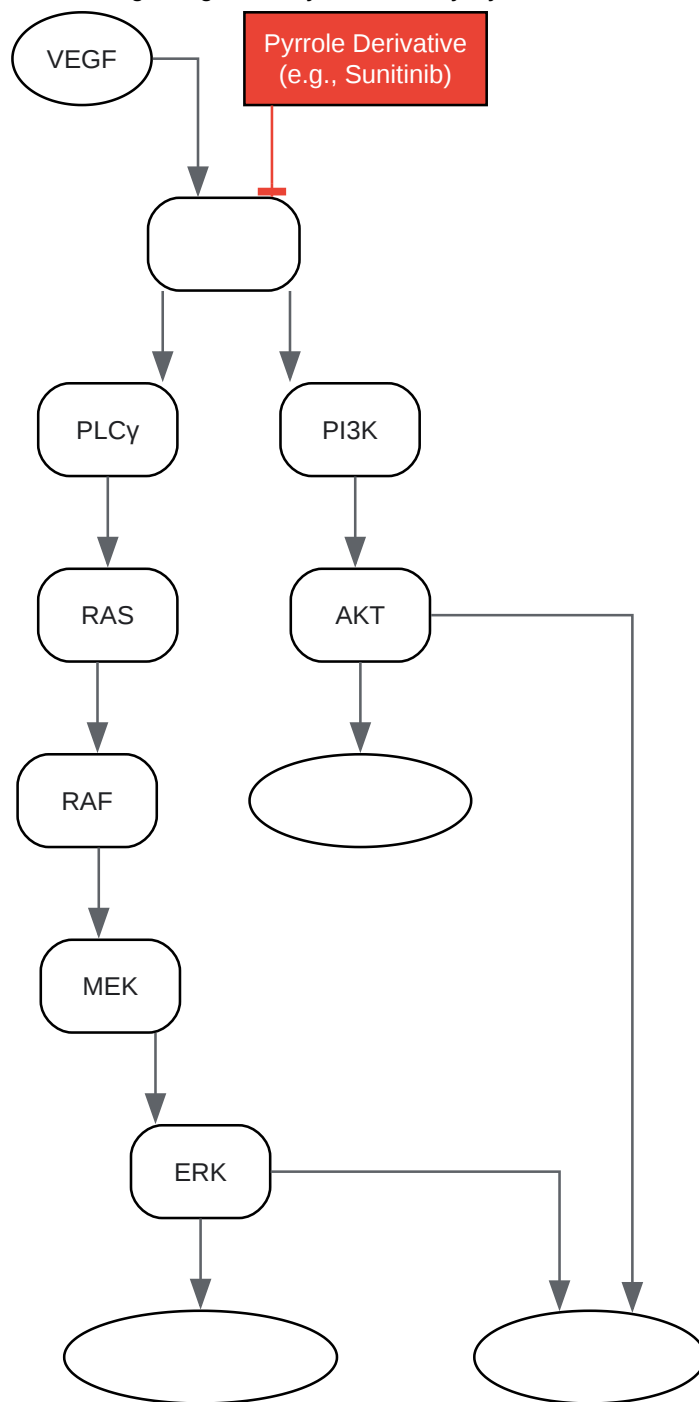 VEGF
Pyrrole Derivative
(e.g., Sunitinib)
PLCγ
PI3K
RAS
AKT
RAF
MEK
ERK